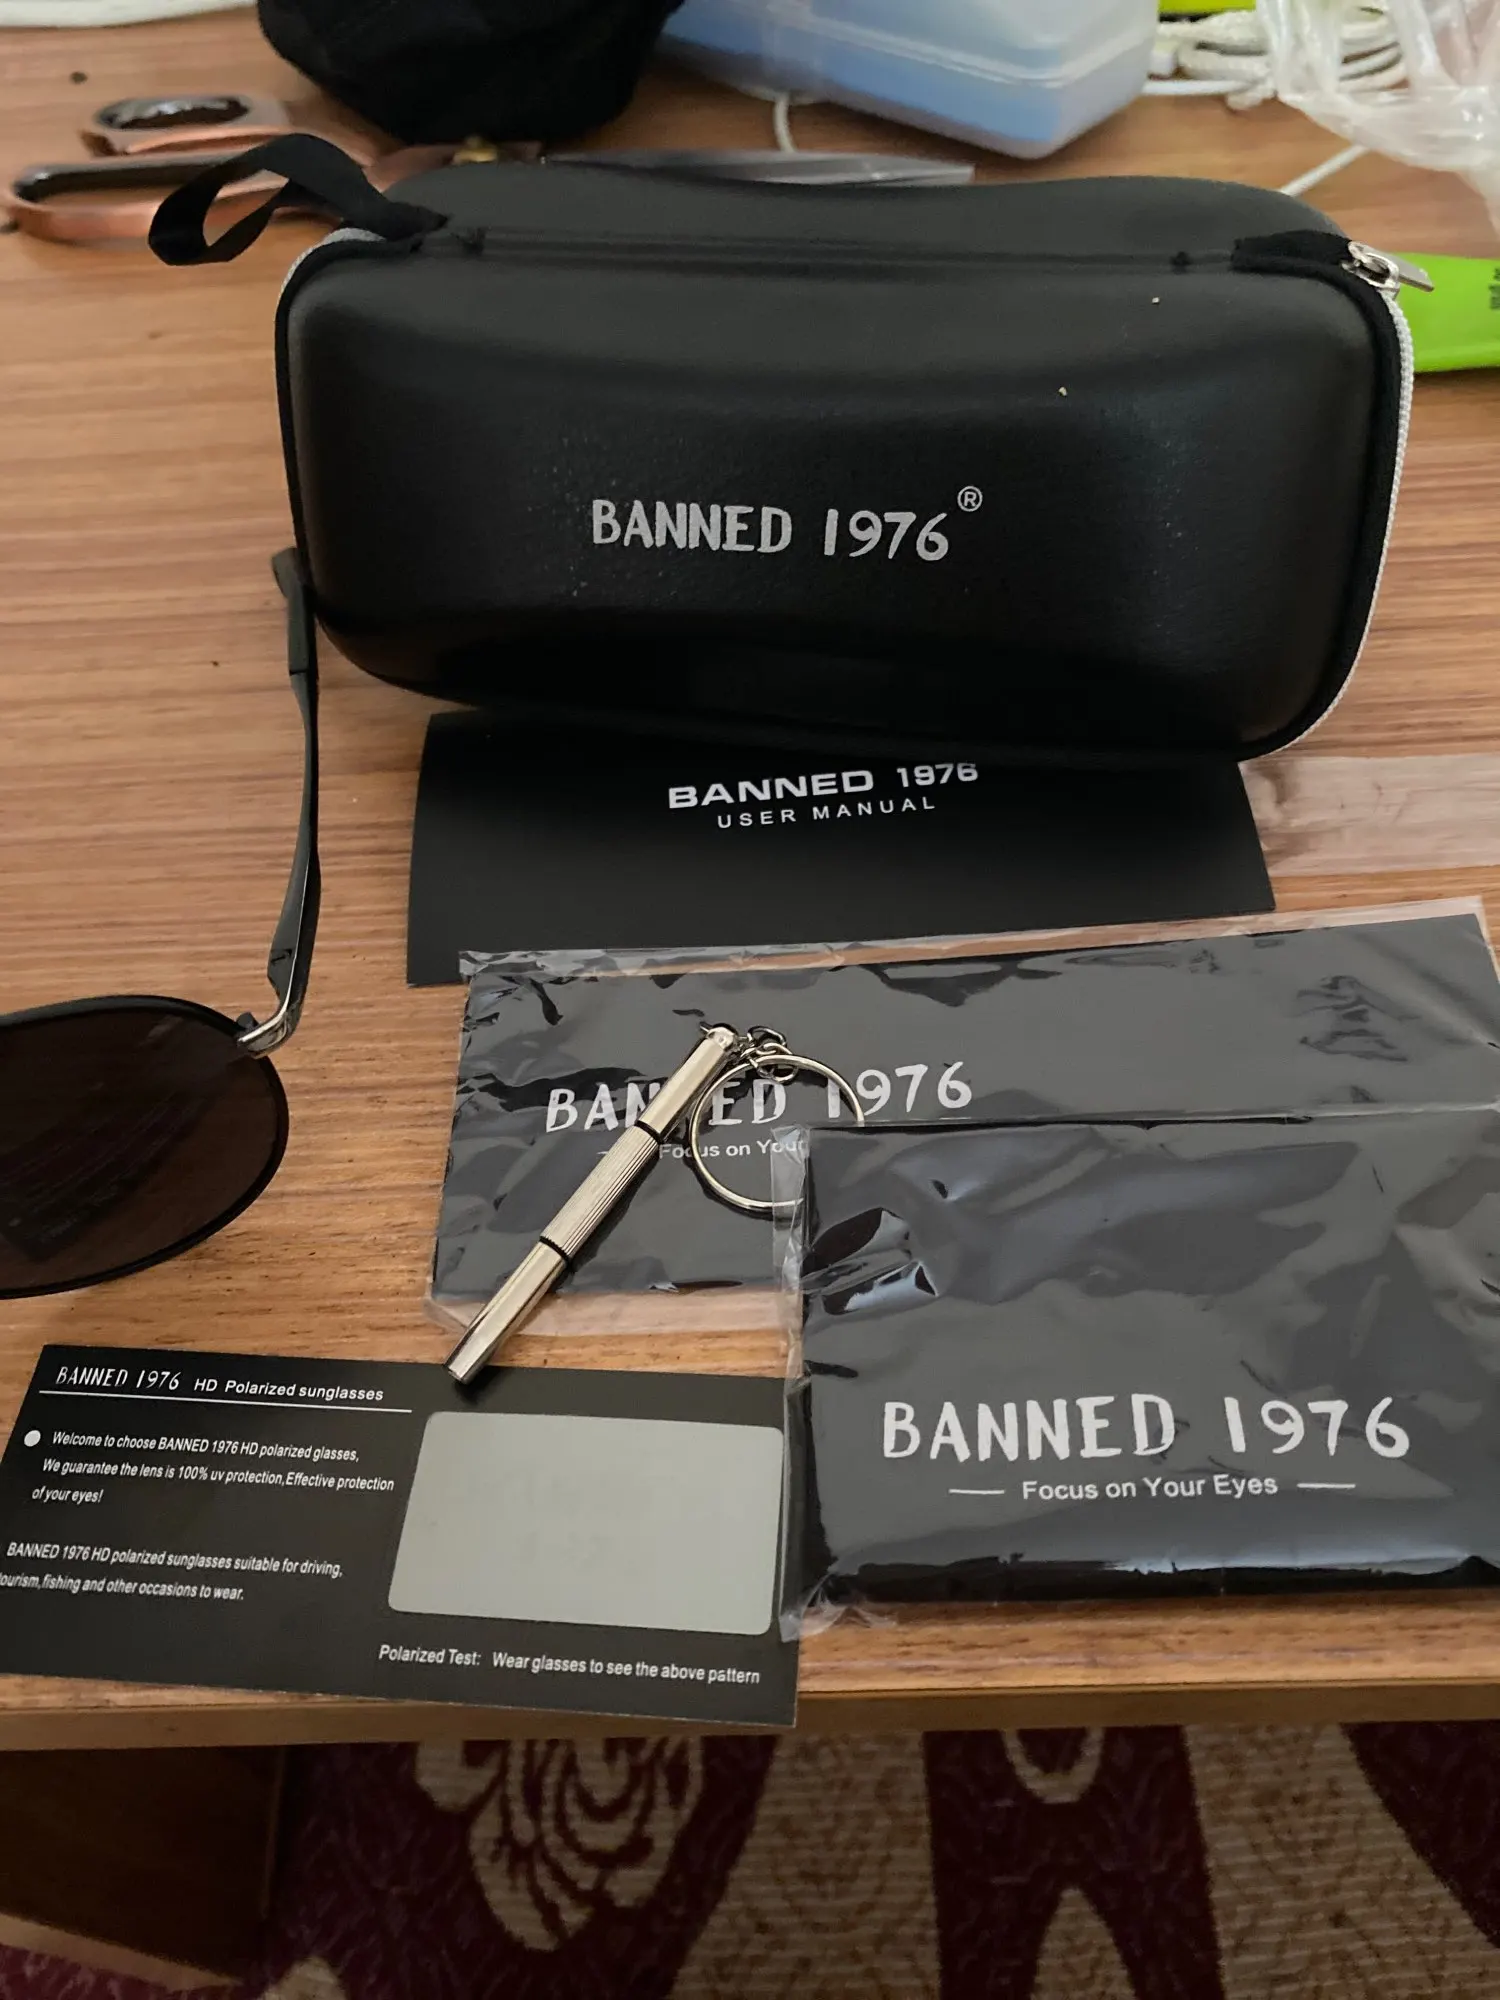 BANNED 1976®
BANNED 1976
USER MANUAL
BANNED 1976
Focus on Your
BANNED 1976
Focus on Your Eyes
BANNED 1976 HD Polarized sunglasses
Welcome to choose BANNED 1976 HD polarized glasses,
We guarantee the lens is 100% uv protection,Effective protection
of your eyes!
BANNED 1976 HD polarized sunglasses suitable for driving,
tourism,fishing and other occasions to wear.
Polarized Test: Wear glasses to see the above pattern